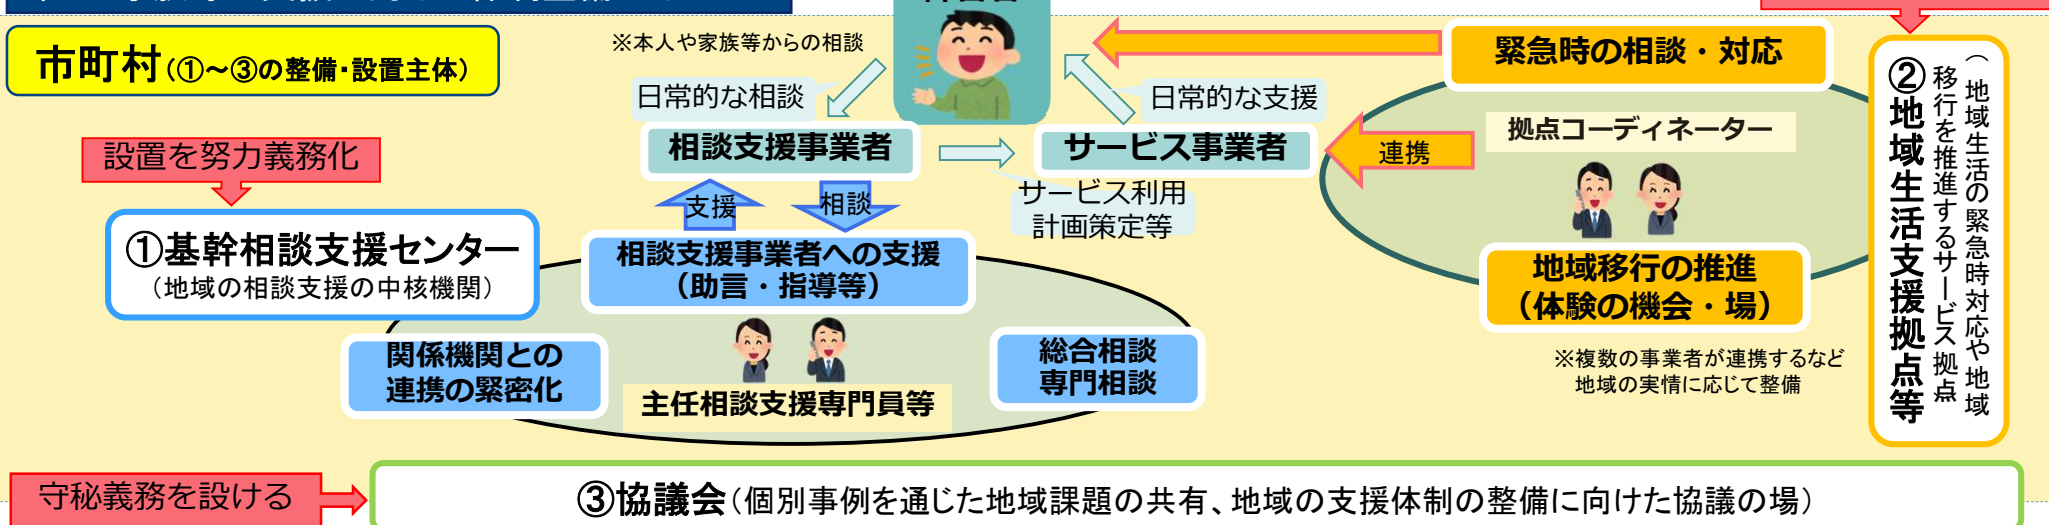 市町村(①～③の整備・設置主体)
※本人や家族等からの相談
日常的な相談
日常的な支援
緊急時の相談・対応
相談支援事業者
サービス事業者
連携
拠点コーディネーター
サービス利用
計画策定等
設置を努力義務化
支援
相談
①基幹相談支援センター
(地域の相談支援の中核機関)
相談支援事業者への支援
(助言・指導等)
関係機関との
連携の緊密化
主任相談支援専門員等
総合相談
専門相談
地域移行の推進
(体験の機会・場)
※複数の事業者が連携するなど
地域の実情に応じて整備
②地域生活支援拠点等
(地域生活の緊急時対応や地域
移行を推進するサービス拠点
守秘義務を設ける
③協議会(個別事例を通じた地域課題の共有、地域の支援体制の整備に向けた協議の場)